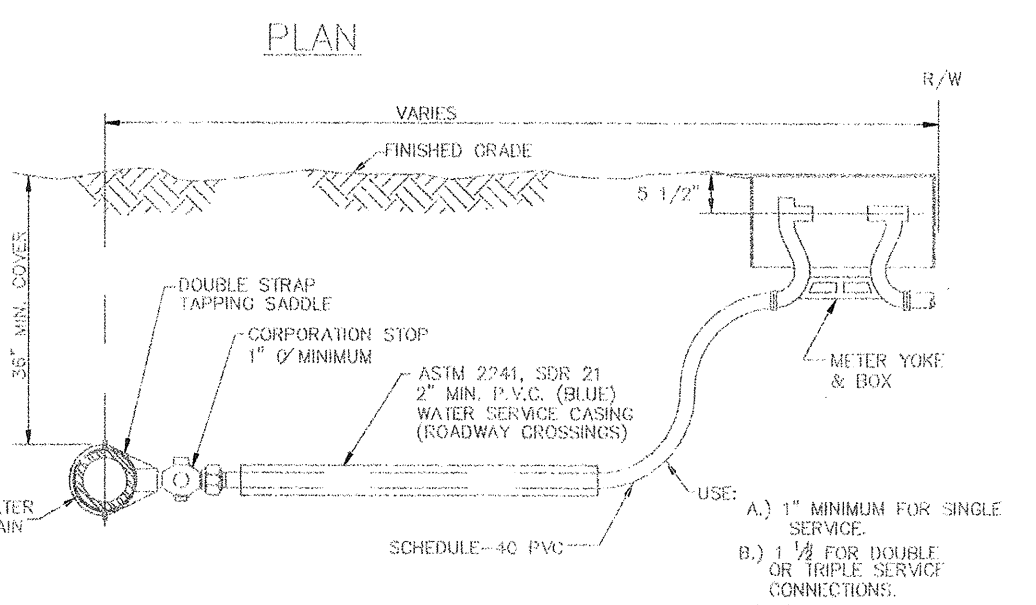 PLAN
R/W
VARIES
FINISHED GRADE
5 1/2"
36" MIN. COVER
DOUBLE STRAP
TAPPING SADDLE
CORPORATION STOP
1" Ø MINIMUM
ASTM 2241, SDR 21
2" MIN. P.V.C. (BLUE)
WATER SERVICE CASING
(ROADWAY CROSSINGS)
METER YOKE
& BOX
USE:
A.) 1" MINIMUM FOR SINGLE
SERVICE.
B.) 1 1/2 FOR DOUBLE
OR TRIPLE SERVICE
CONNECTIONS.
SCHEDULE-40 PVC